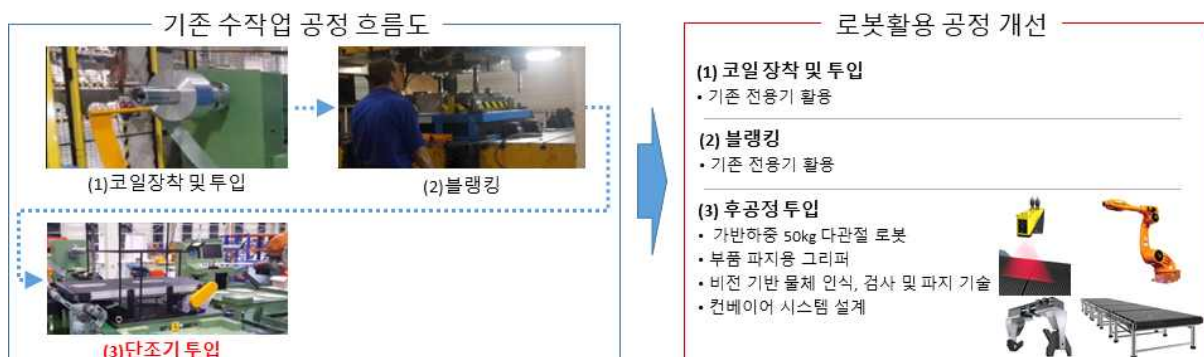 기존 수작업 공정 흐름도
(1)코일장착 및 투입
(2)블랭킹
(3)단조기 투입
로봇활용 공정 개선
(1) 코일 장착 및 투입
• 기존 전용기 활용
(2) 블랭킹
• 기존 전용기 활용
(3) 후공정 투입
• 가반하중 50kg 다관절 로봇
• 부품 파지용 그리퍼
• 비전 기반 물체 인식, 검사 및 파지 기술
• 컨베이어 시스템 설계